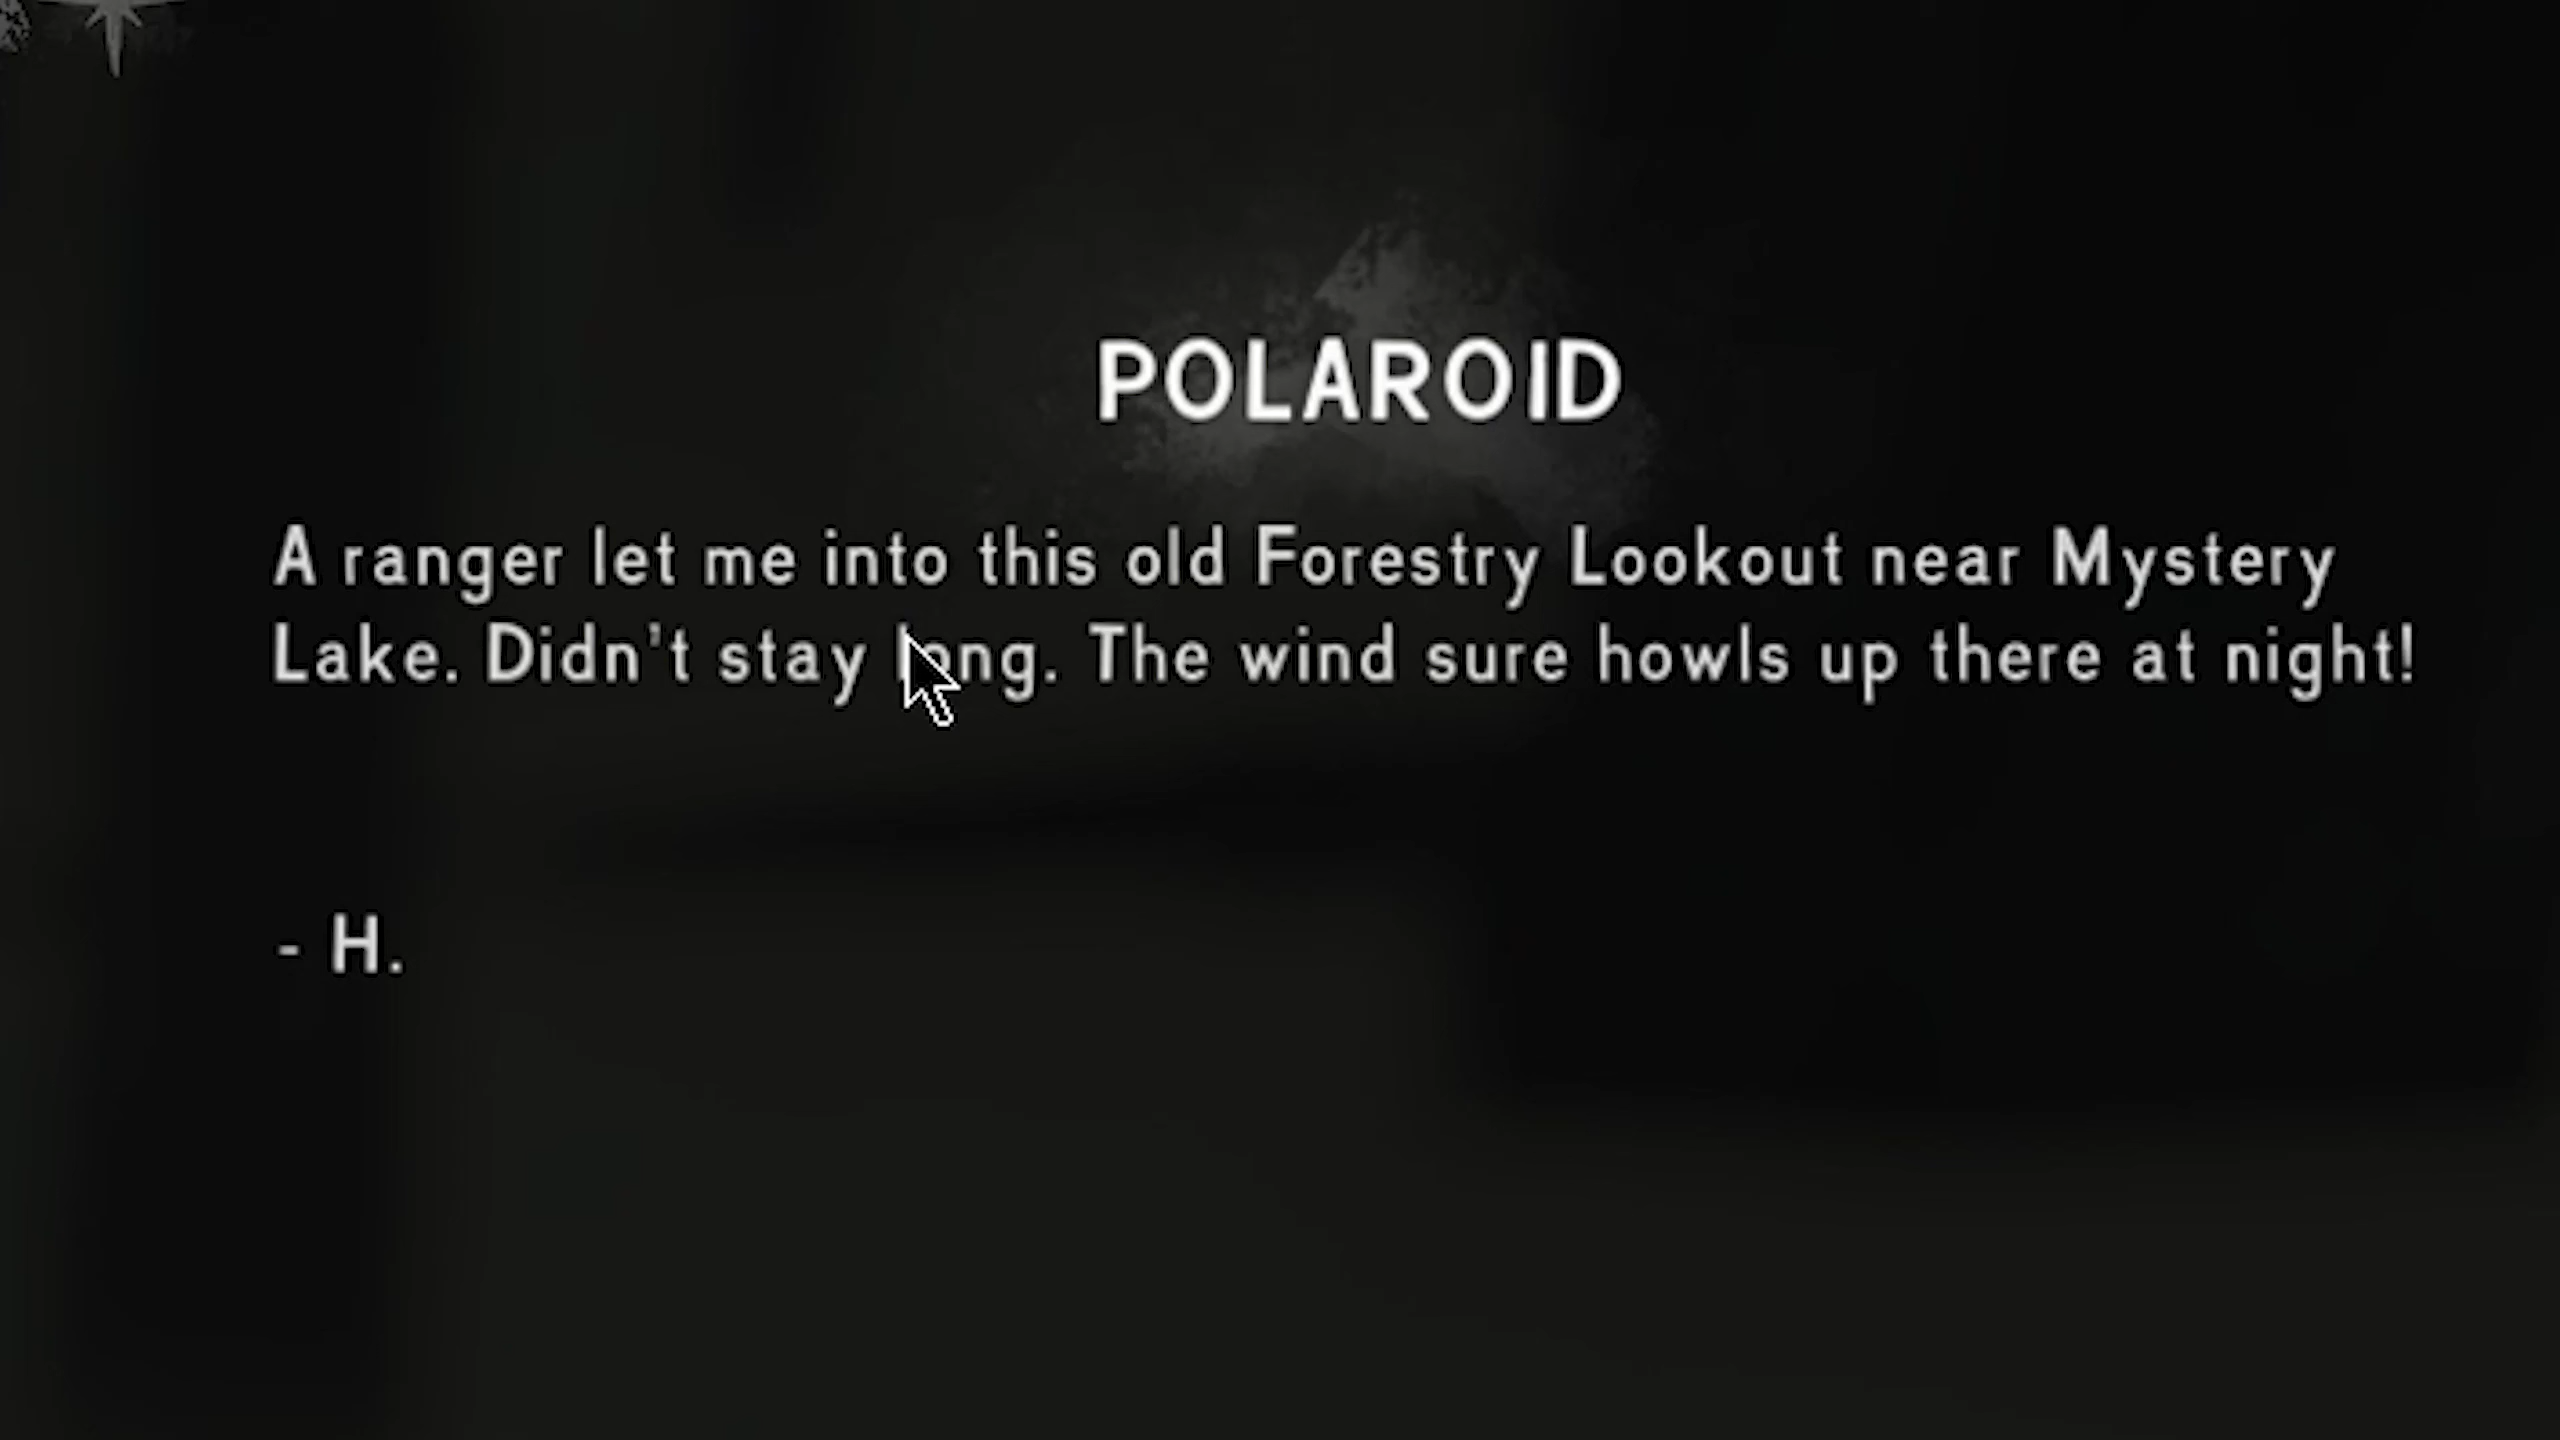 POLAROID
A ranger let me into this old Forestry Lookout near Mystery
Lake. Didn't stay long. The wind sure howls up there at night!
- H.